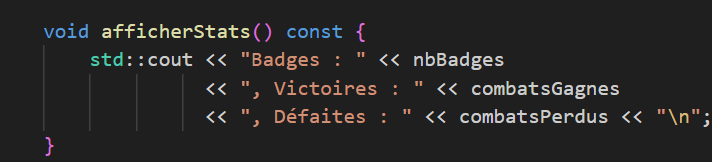 void afficherStats() const {
std::cout << "Badges : " << nbBadges
<< ", Victoires : " << combatsGagnes
<< ", Défaites : " << combatsPerdus << "\n";
}